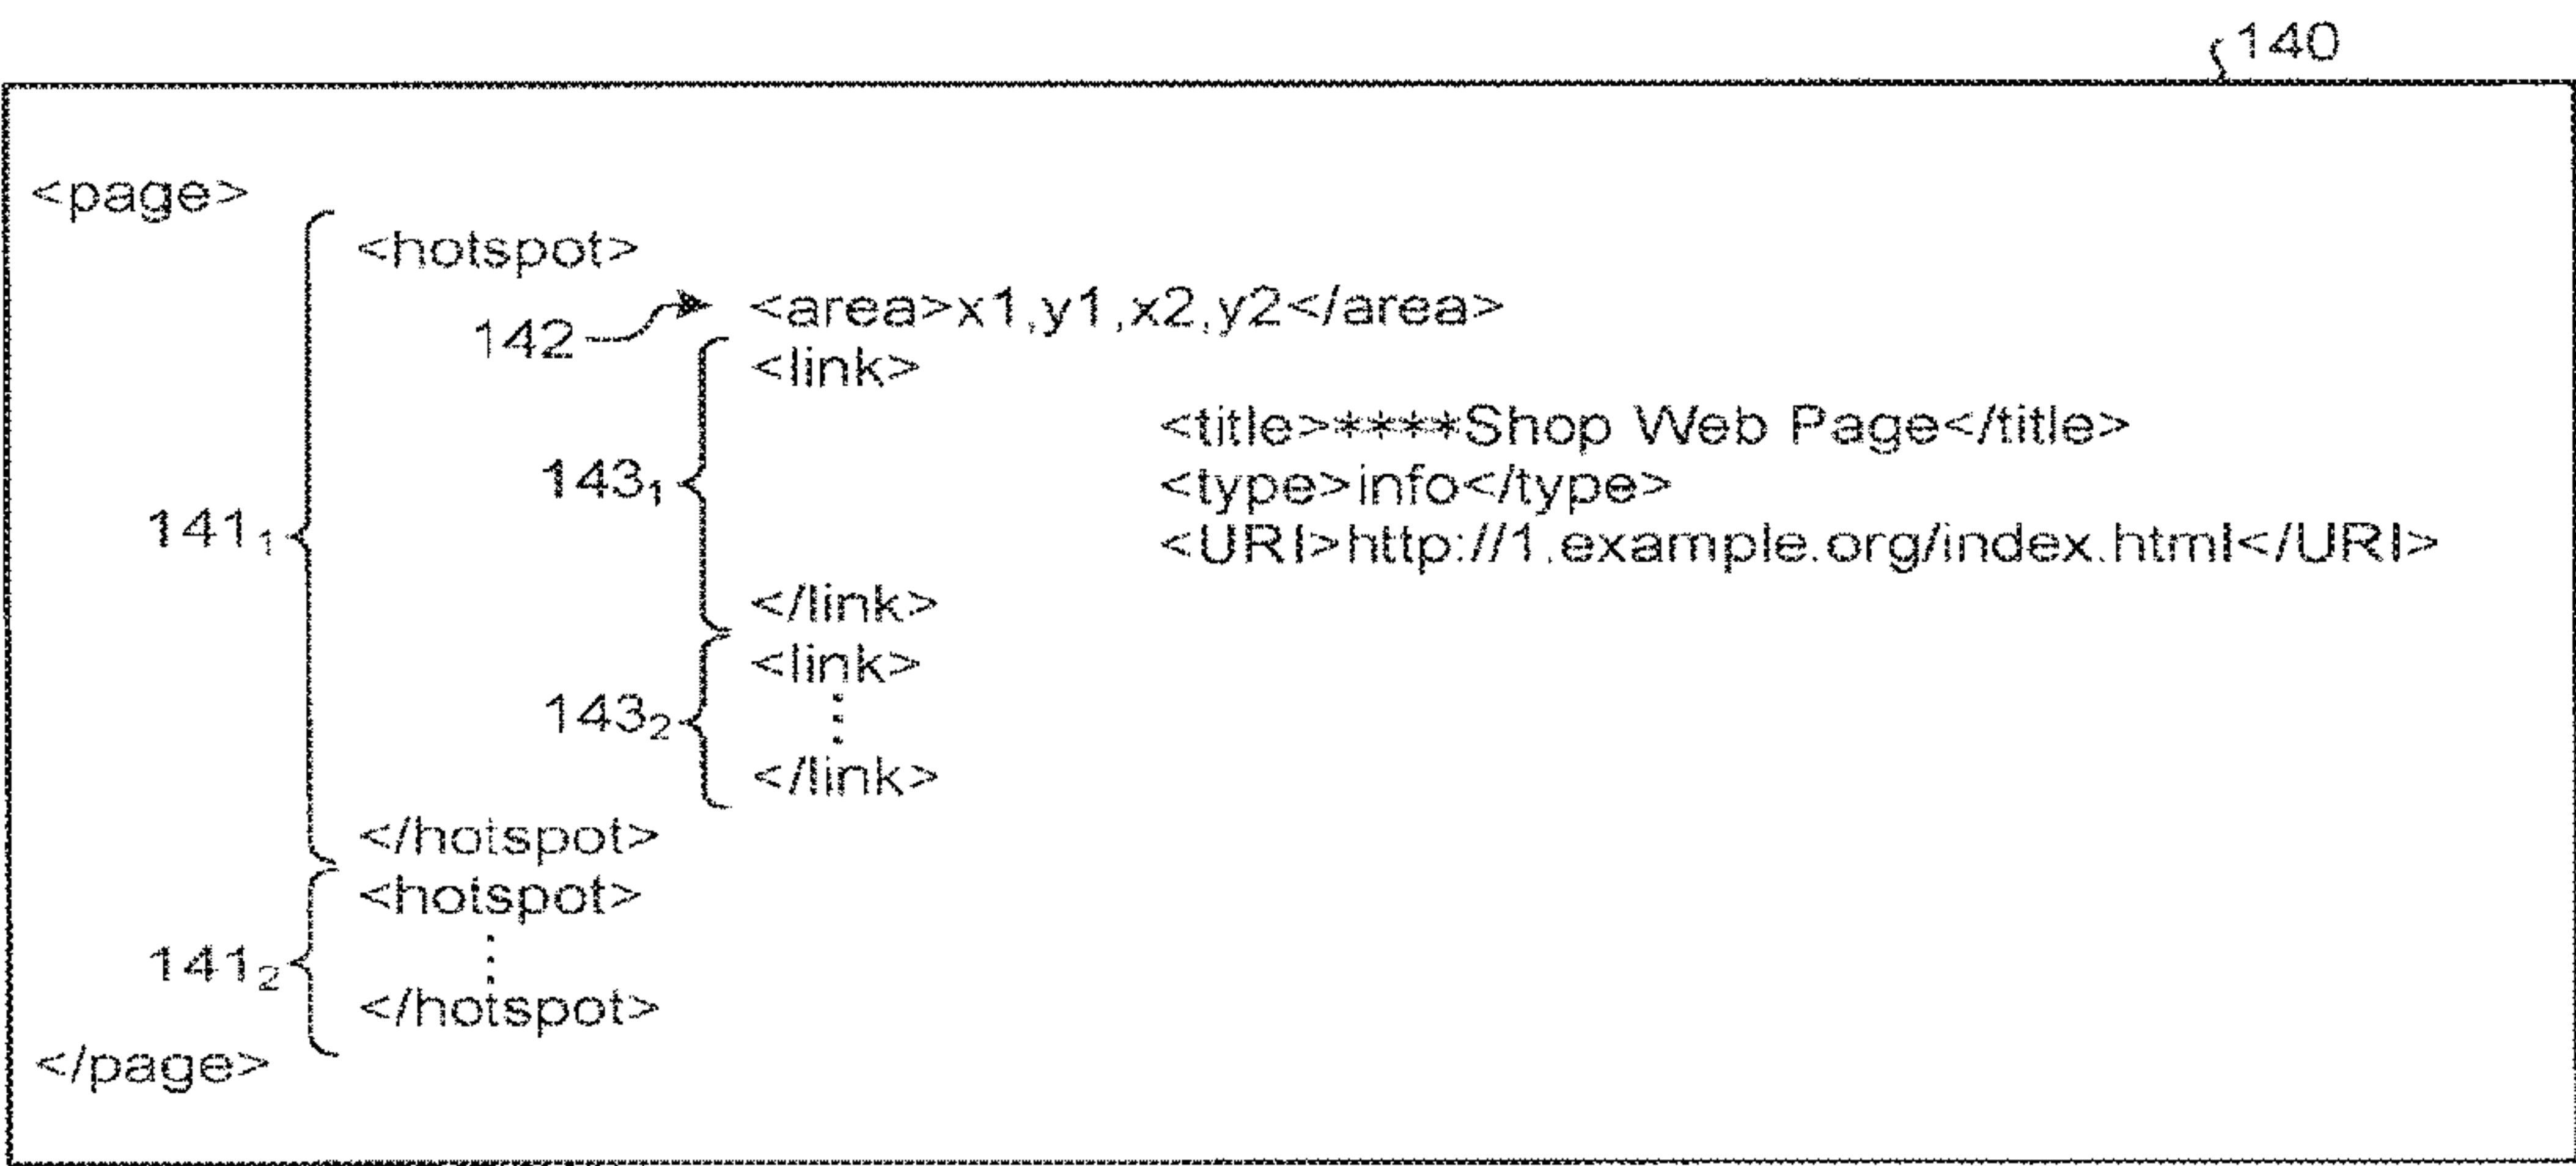 140
<page>
<hotspot>
142 <area>x1,y1,x2,y2</area>
<link>
<title>****Shop Web Page</title>
143₁ <type>info</type>
141₁ <URI>http://1.example.org/index.html</URI>
</link>
<link>
143₂
</link>
</hotspot>
<hotspot>
141₂
</hotspot>
</page>